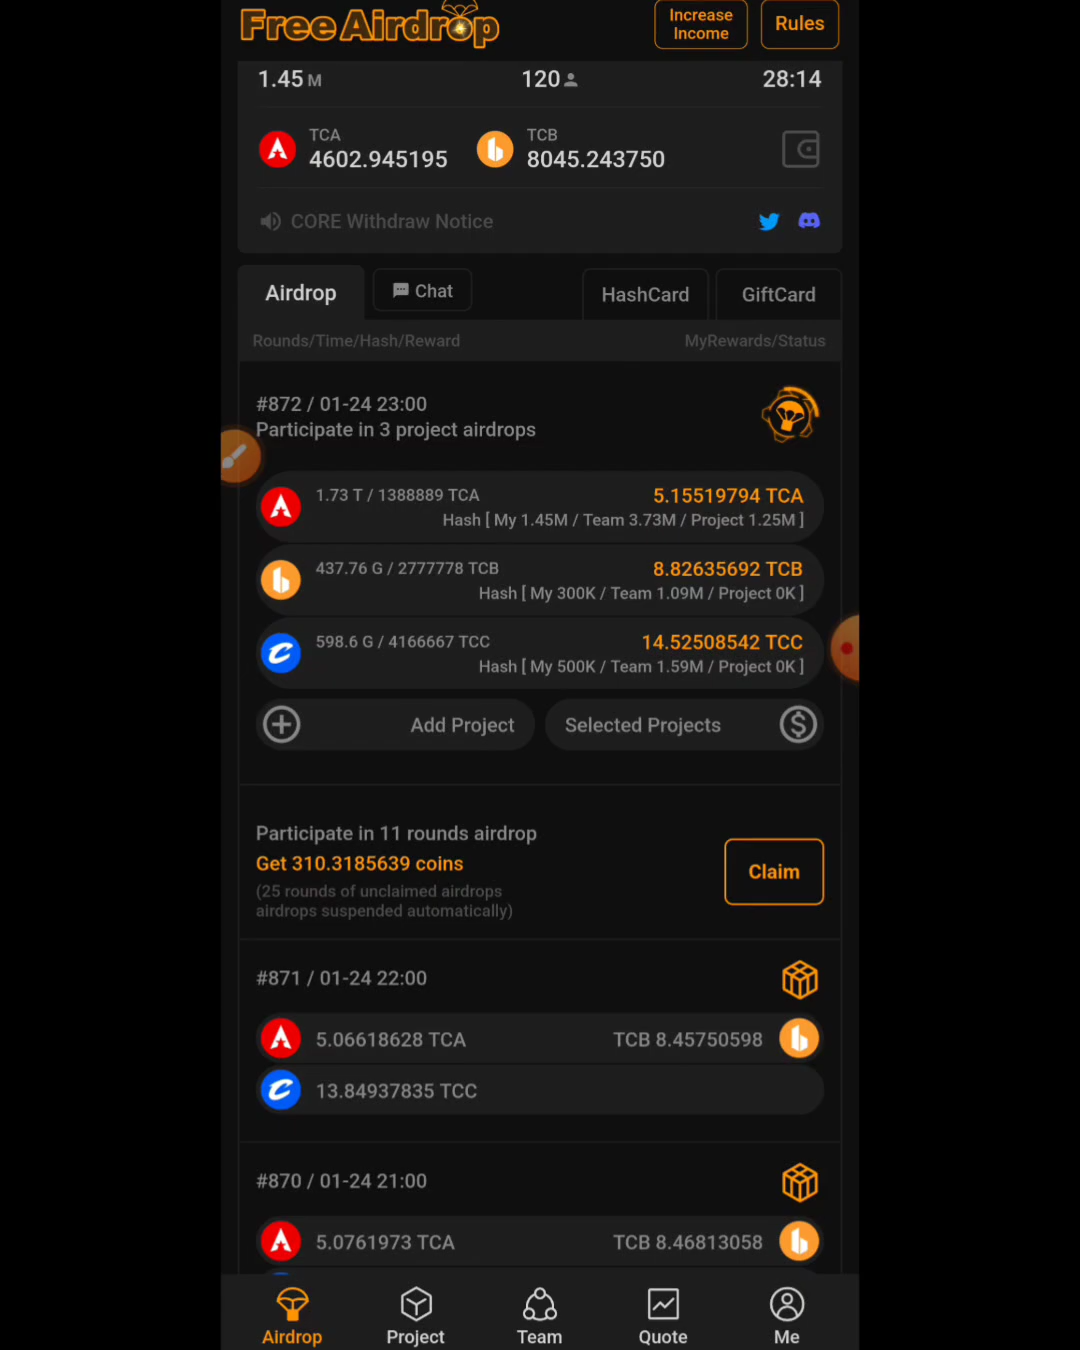 Free Airdrop
Increase
Income
Rules
1.45 M
120
28:14
TCA
4602.945195
TCB
8045.243750
CORE Withdraw Notice
Airdrop
Chat
HashCard
GiftCard
Rounds/Time/Hash/Reward
MyRewards/Status
#872 / 01-24 23:00
Participate in 3 project airdrops
1.73 T / 1388889 TCA
5.15519794 TCA
Hash [ My 1.45M / Team 3.73M / Project 1.25M ]
437.76 G / 2777778 TCB
8.82635692 TCB
Hash [ My 300K / Team 1.09M / Project 0K ]
598.6 G / 4166667 TCC
14.52508542 TCC
Hash [ My 500K / Team 1.59M / Project 0K ]
Add Project
Selected Projects
Participate in 11 rounds airdrop
Get 310.3185639 coins
(25 rounds of unclaimed airdrops
airdrops suspended automatically)
Claim
#871 / 01-24 22:00
5.06618628 TCA
TCB 8.45750598
13.84937835 TCC
#870 / 01-24 21:00
5.0761973 TCA
TCB 8.46813058
Airdrop
Project
Team
Quote
Me